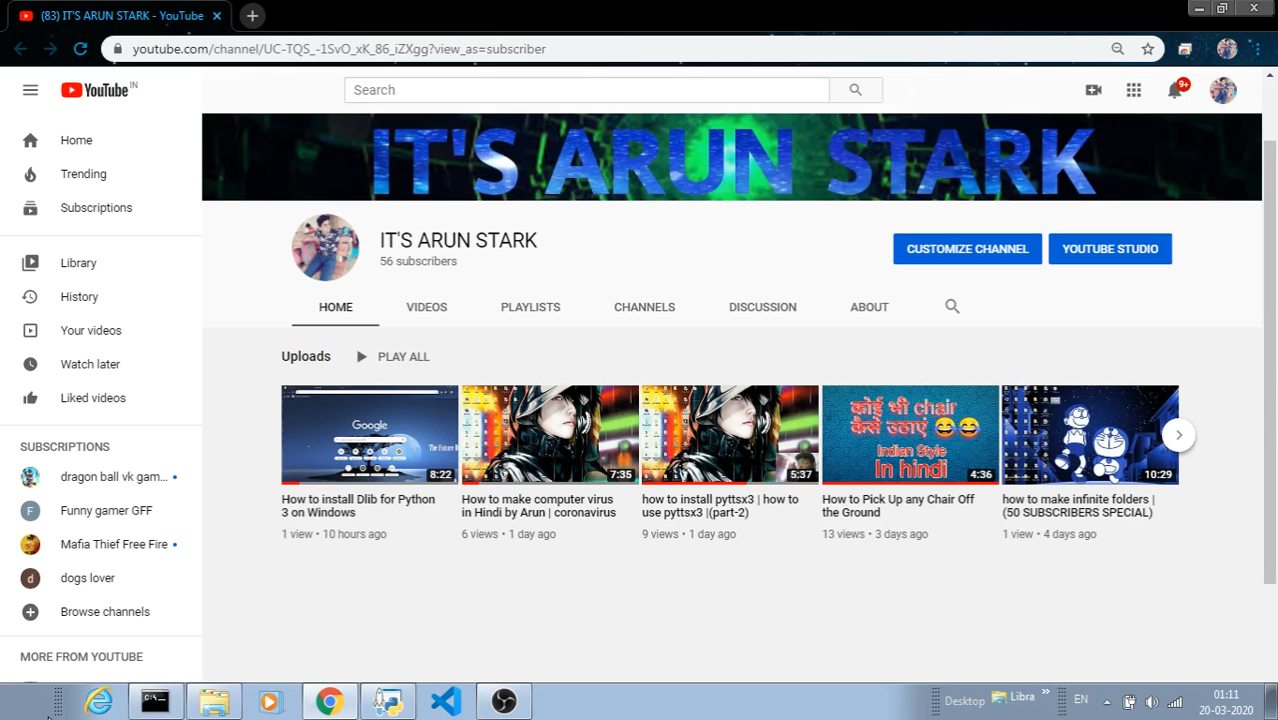 (83) IT'S ARUN STARK - YouTube
youtube.com/channel/UC-TQS_-1SvO_xK_86_iZXgg?view_as=subscriber
YouTube IN
Search
9+
Home
Trending
Subscriptions
Library
History
Your videos
Watch later
Liked videos
SUBSCRIPTIONS
dragon ball vk gam...
F Funny gamer GFF
Mafia Thief Free Fire
d dogs lover
Browse channels
MORE FROM YOUTUBE
IT'S ARUN STARK
IT'S ARUN STARK
56 subscribers
CUSTOMIZE CHANNEL
YOUTUBE STUDIO
HOME VIDEOS PLAYLISTS CHANNELS DISCUSSION ABOUT
Uploads PLAY ALL
Google
8:22
How to install Dlib for Python
3 on Windows
1 view • 10 hours ago
7:35
How to make computer virus
in Hindi by Arun | coronavirus
6 views • 1 day ago
5:37
how to install pyttsx3 | how to
use pyttsx3 |(part-2)
9 views • 1 day ago
कोई भी chair
कैसे उठाएं
Indian Style
In hindi
4:36
How to Pick Up any Chair Off
the Ground
13 views • 3 days ago
10:29
how to make infinite folders |
(50 SUBSCRIBERS SPECIAL)
1 view • 4 days ago
Desktop
Libra
EN
01:11
20-03-2020